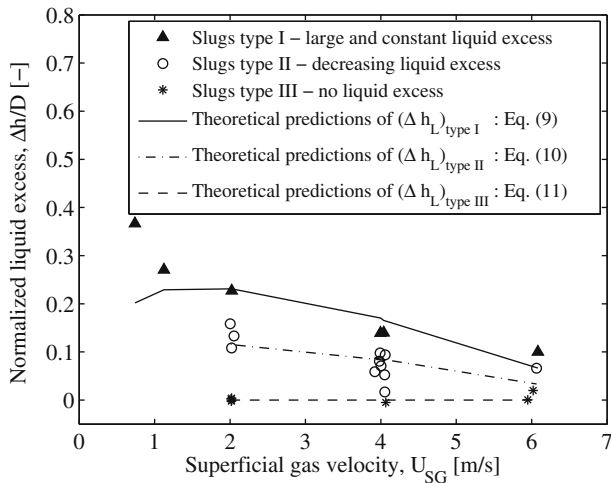 0.8
0.7
0.6
0.5
0.4
0.3
0.2
0.1
0
Normalized liquid excess, Δh/D [−]
Slugs type I – large and constant liquid excess
Slugs type II – decreasing liquid excess
Slugs type III – no liquid excess
Theoretical predictions of (Δ h_L)_type I : Eq. (9)
Theoretical predictions of (Δ h_L)_type II : Eq. (10)
Theoretical predictions of (Δ h_L)_type III : Eq. (11)
0 1 2 3 4 5 6 7
Superficial gas velocity, U_SG [m/s]